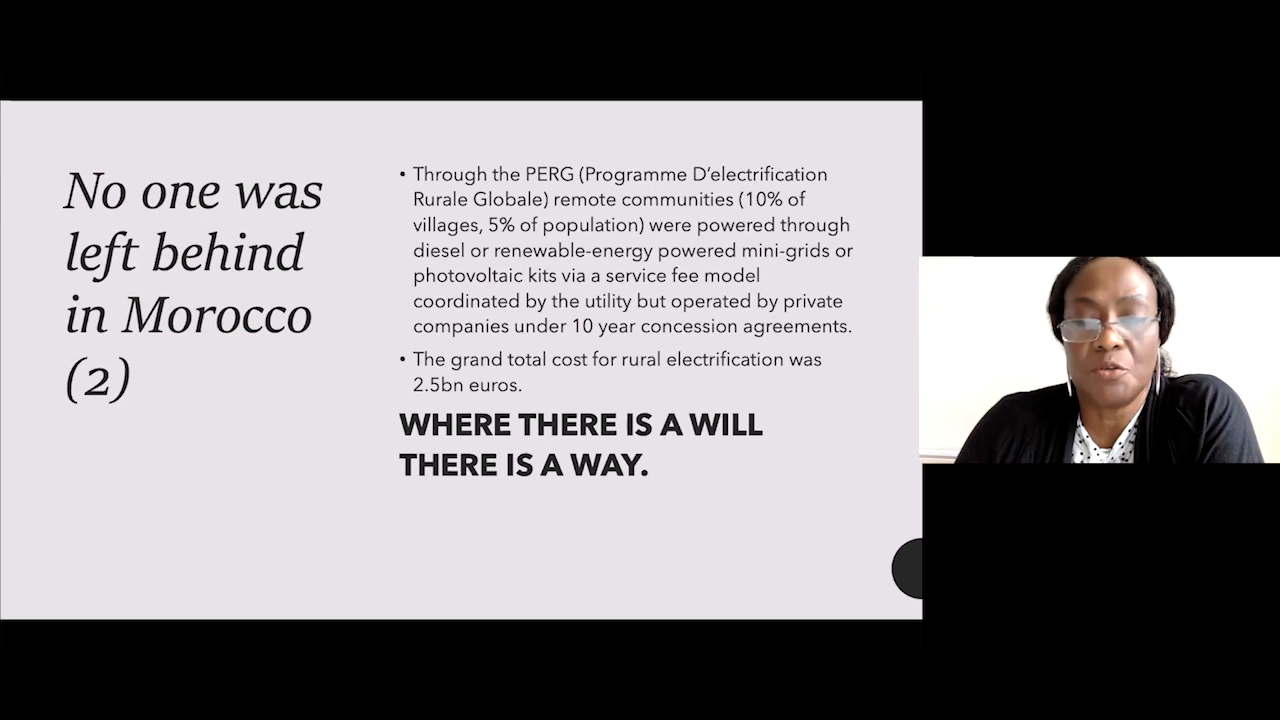 No one was
left behind
in Morocco
(2)
• Through the PERG (Programme D’electrification
Rurale Globale) remote communities (10% of
villages, 5% of population) were powered through
diesel or renewable-energy powered mini-grids or
photovoltaic kits via a service fee model
coordinated by the utility but operated by private
companies under 10 year concession agreements.
• The grand total cost for rural electrification was
2.5bn euros.
WHERE THERE IS A WILL
THERE IS A WAY.